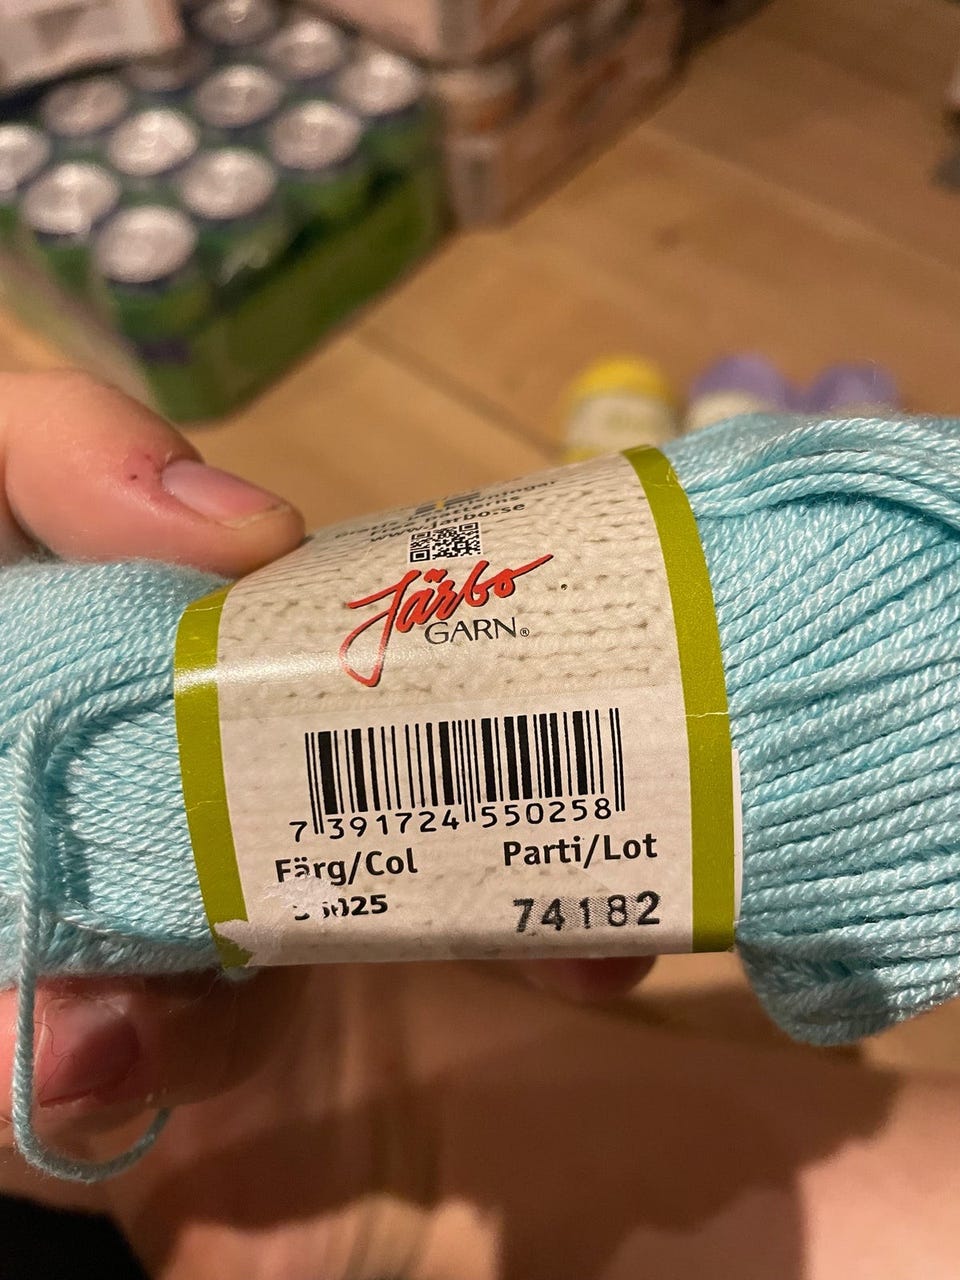 www.jarbo.se
Järbo
GARN®
7 391724 550258
Färg/Col
Parti/Lot
74182